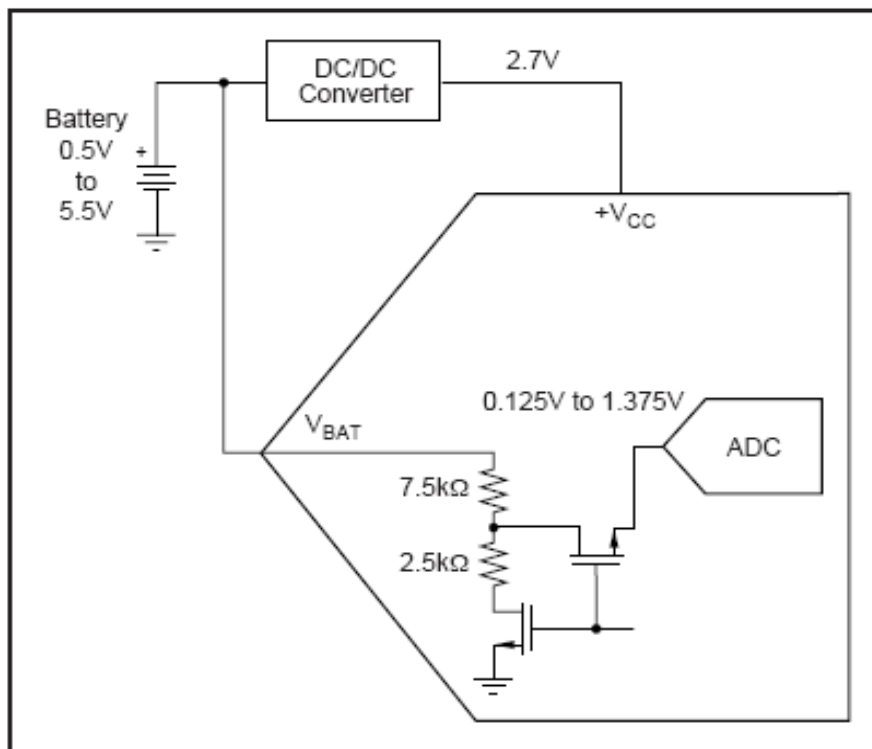 DC/DC
Converter
2.7V
Battery
0.5V
to
5.5V
+
+VCC
0.125V to 1.375V
VBAT
ADC
7.5kΩ
2.5kΩ